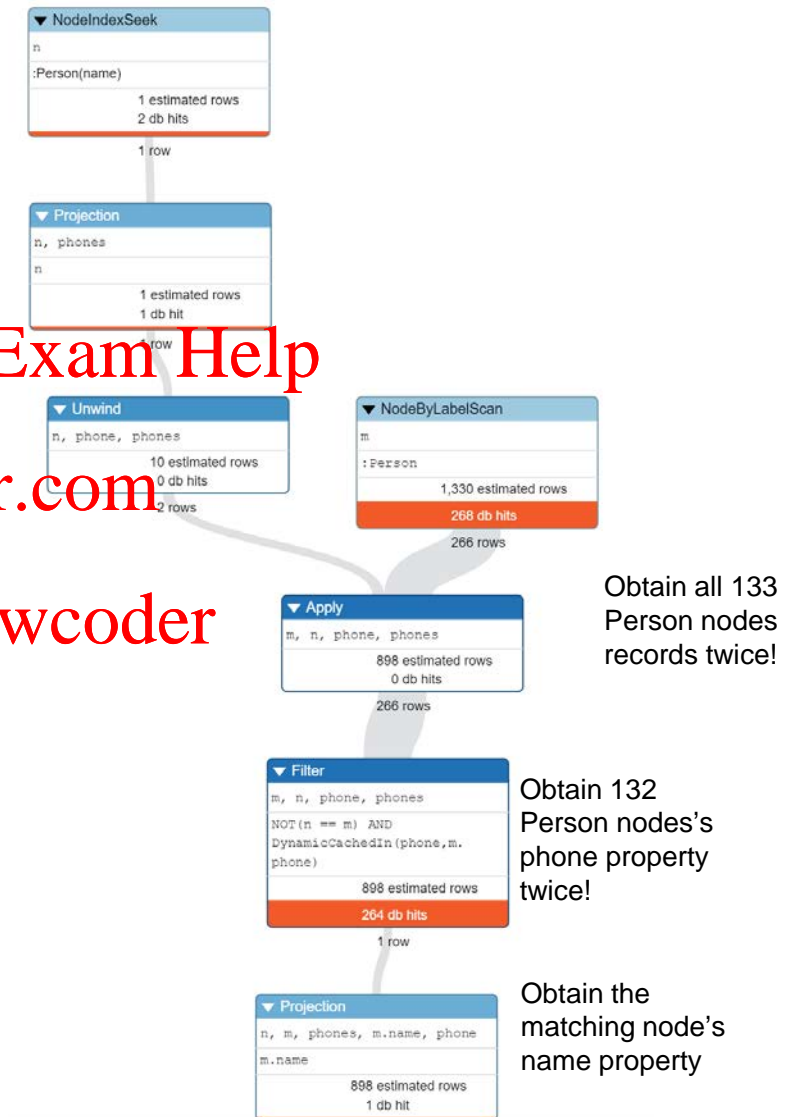 NodeIndexSeek
n
:Person(name)
1 estimated rows
2 db hits
1 row
Projection
n, phones
n
1 estimated rows
1 db hit
1 row
Exam Help
Unwind
n, phone, phones
10 estimated rows
0 db hits
2 rows
r.com
NodeByLabelScan
m
:Person
1,330 estimated rows
268 db hits
266 rows
wcoder
Apply
m, n, phone, phones
898 estimated rows
0 db hits
266 rows
Obtain all 133
Person nodes
records twice!
Filter
m, n, phone, phones
NOT(n == m) AND
DynamicCachedIn(phone,m.
phone)
898 estimated rows
264 db hits
1 row
Obtain 132
Person nodes's
phone property
twice!
Projection
n, m, phones, m.name, phone
m.name
898 estimated rows
1 db hit
Obtain the
matching node's
name property